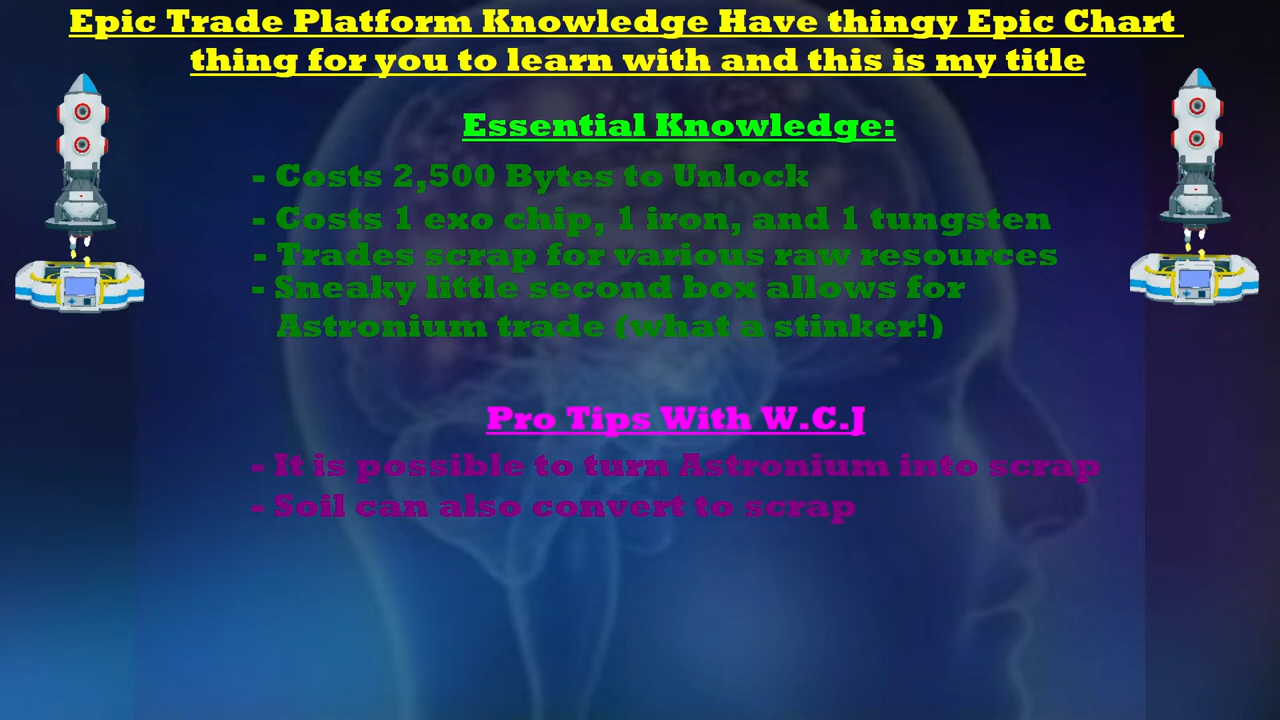 Epic Trade Platform Knowledge Have thingy Epic Chart
thing for you to learn with and this is my title
Essential Knowledge:
- Costs 2,500 Bytes to Unlock
- Costs 1 exo chip, 1 iron, and 1 tungsten
- Trades scrap for various raw resources
- Sneaky little second box allows for
Astronium trade (what a stinker!)
Pro Tips With W.C.J
- It is possible to turn Astronium into scrap
- Soil can also convert to scrap